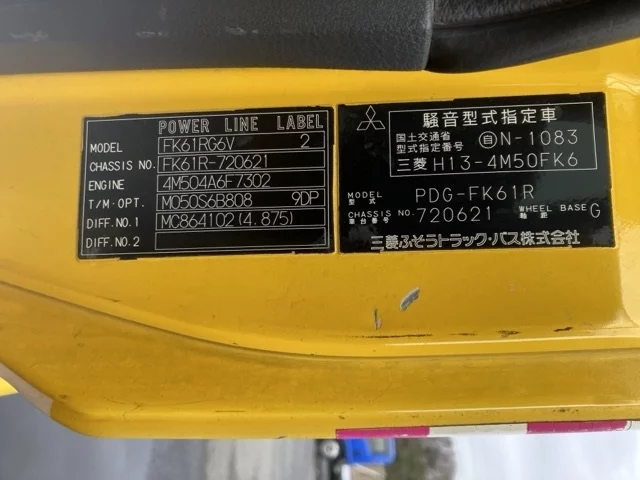 POWER LINE LABEL
MODEL FK61RG6V 2
CHASSIS NO. FK61R-720621
ENGINE 4M504A6F7302
T/M·OPT. M050S6B808 9DP
DIFF.NO.1 MC864102(4.875)
DIFF.NO.2
騒音型式指定車
国土交通省
型式指定番号 自N-1083
三菱 H13-4M50FK6
MODEL
型式 PDG-FK61R
CHASSIS NO.
車台番号 720621 WHEEL BASE
軸距 G
三菱ふそうトラック・バス株式会社